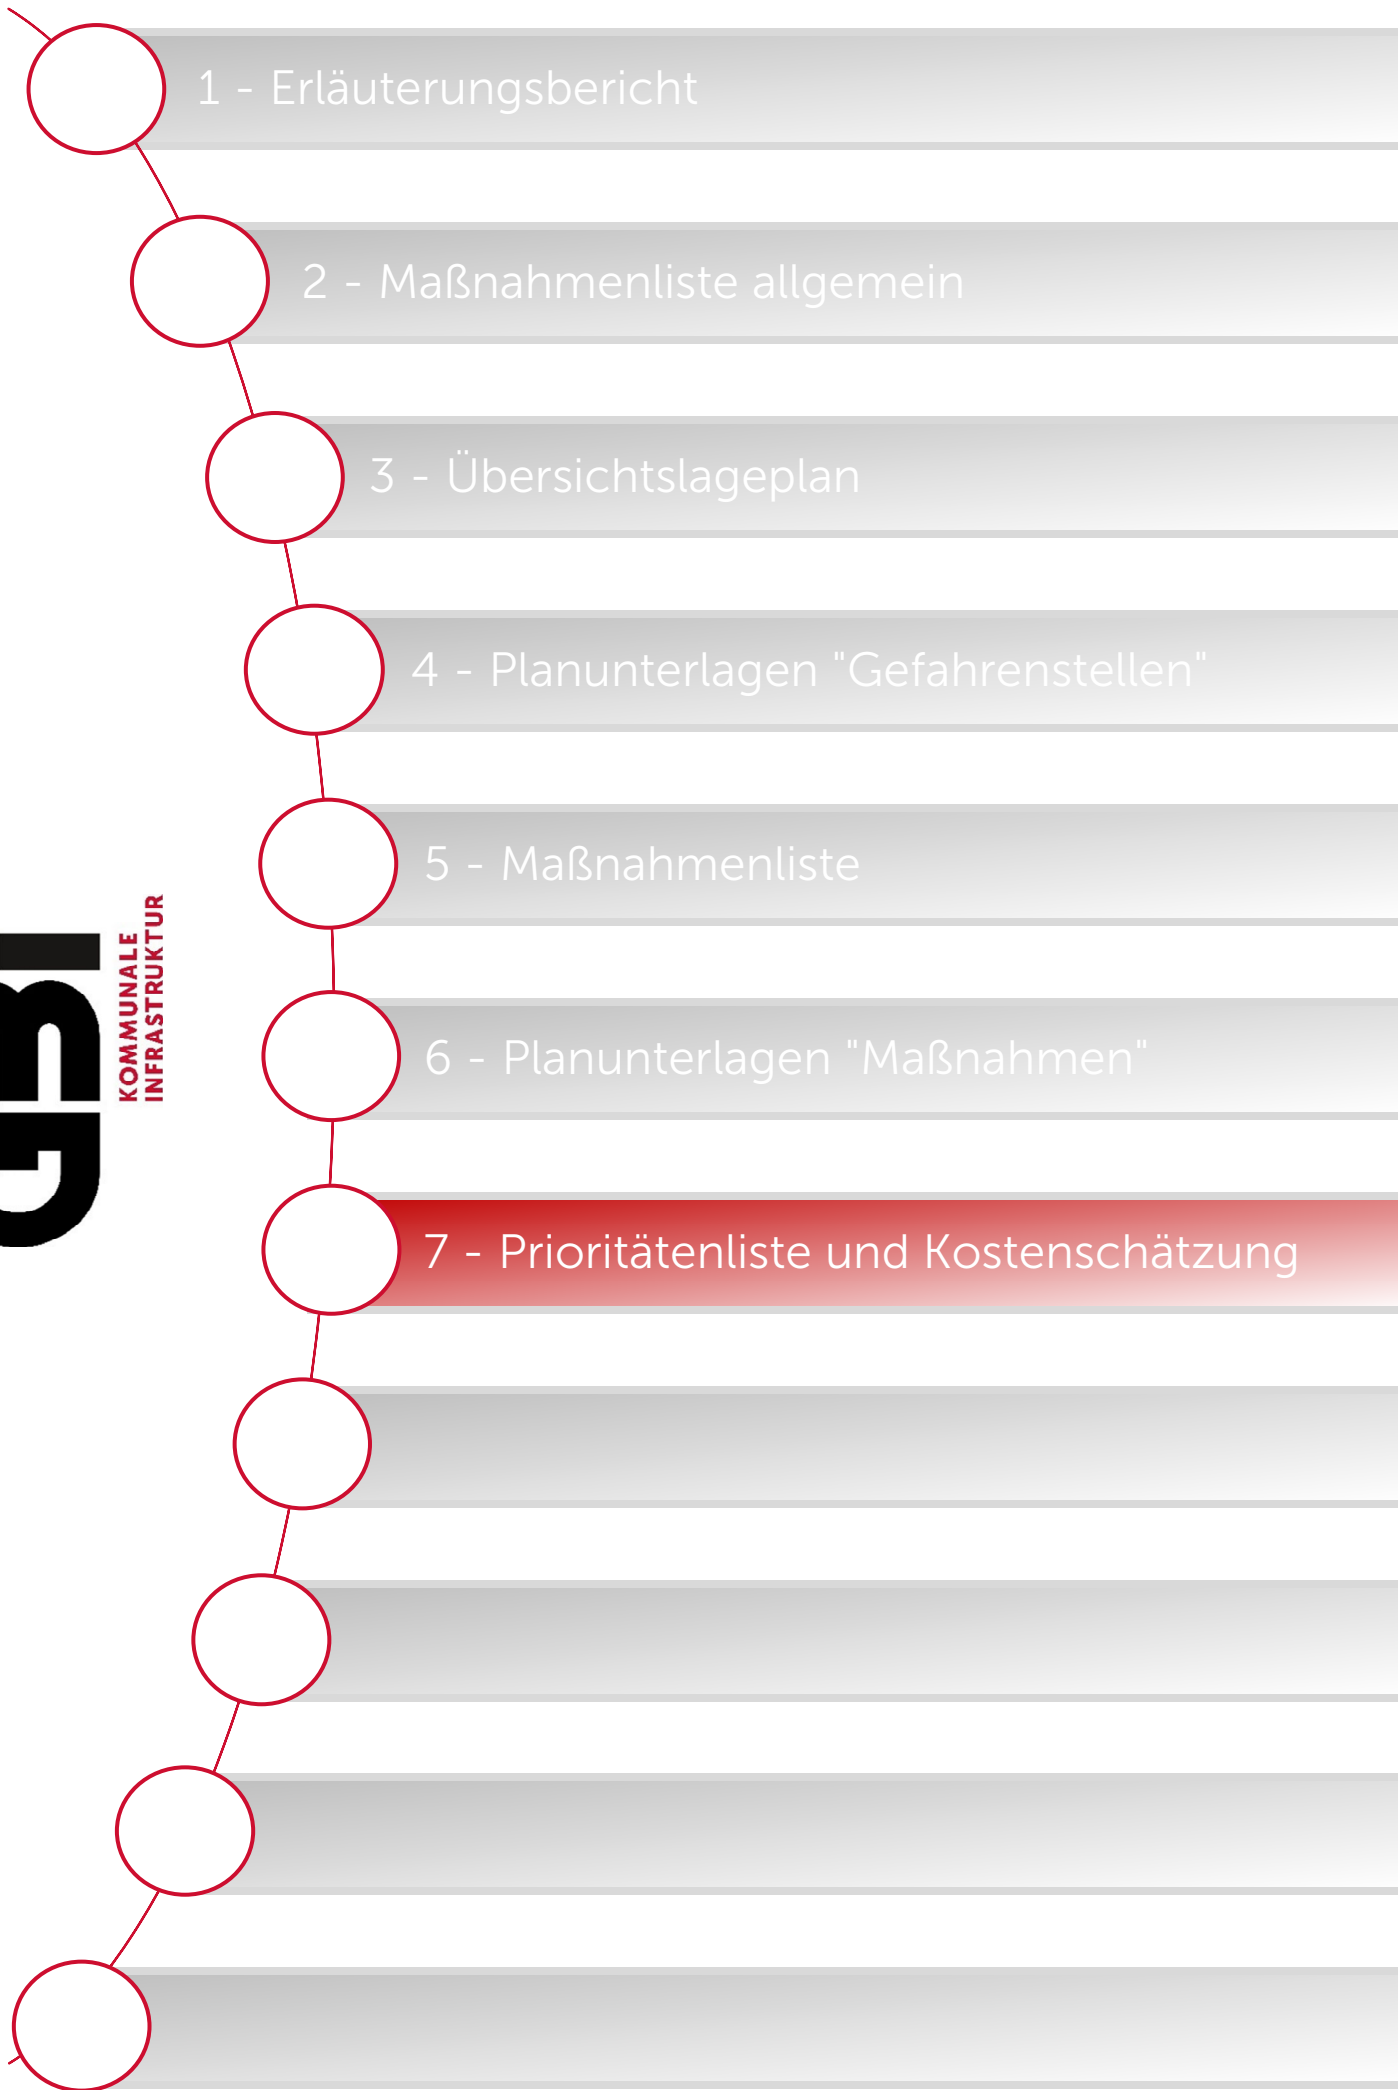 1 - Erläuterungsbericht
2 - Maßnahmenliste allgemein
3 - Übersichtslageplan
4 - Planunterlagen "Gefahrenstellen"
5 - Maßnahmenliste
KOMMUNALE
INFRASTRUKTUR
6 - Planunterlagen "Maßnahmen"
7 - Prioritätenliste und Kostenschätzung